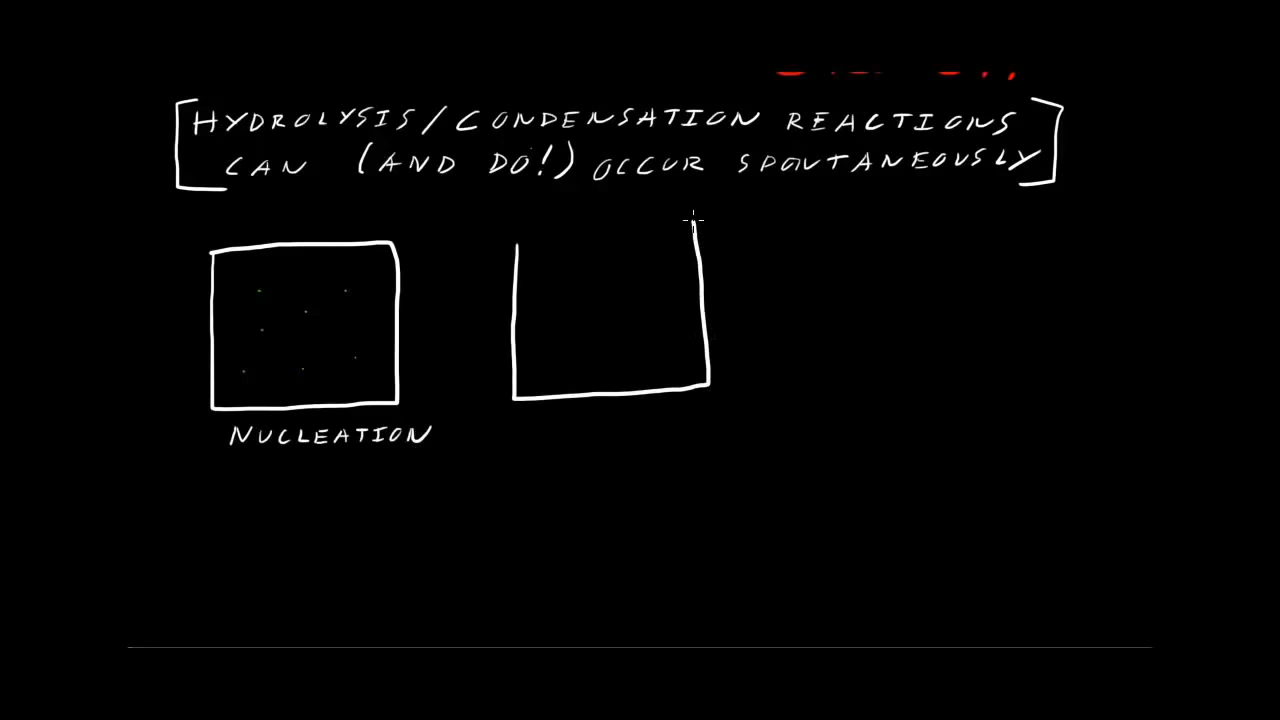 HYDROLYSIS/CONDENSATION REACTIONS
CAN (AND DO!) OCCUR SPONTANEOUSLY
NUCLEATION